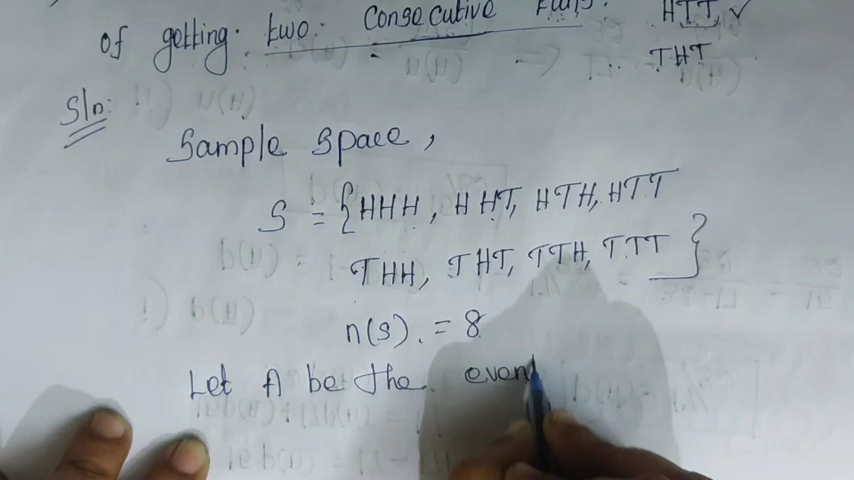 of getting. two. Consecutive
HTT ✓
THT
Sln:
Sample space,
S = {HHH, HHT, HTH, HTT
THH, THT, TTH, TTT }
n(s). = 8
Let A be the even